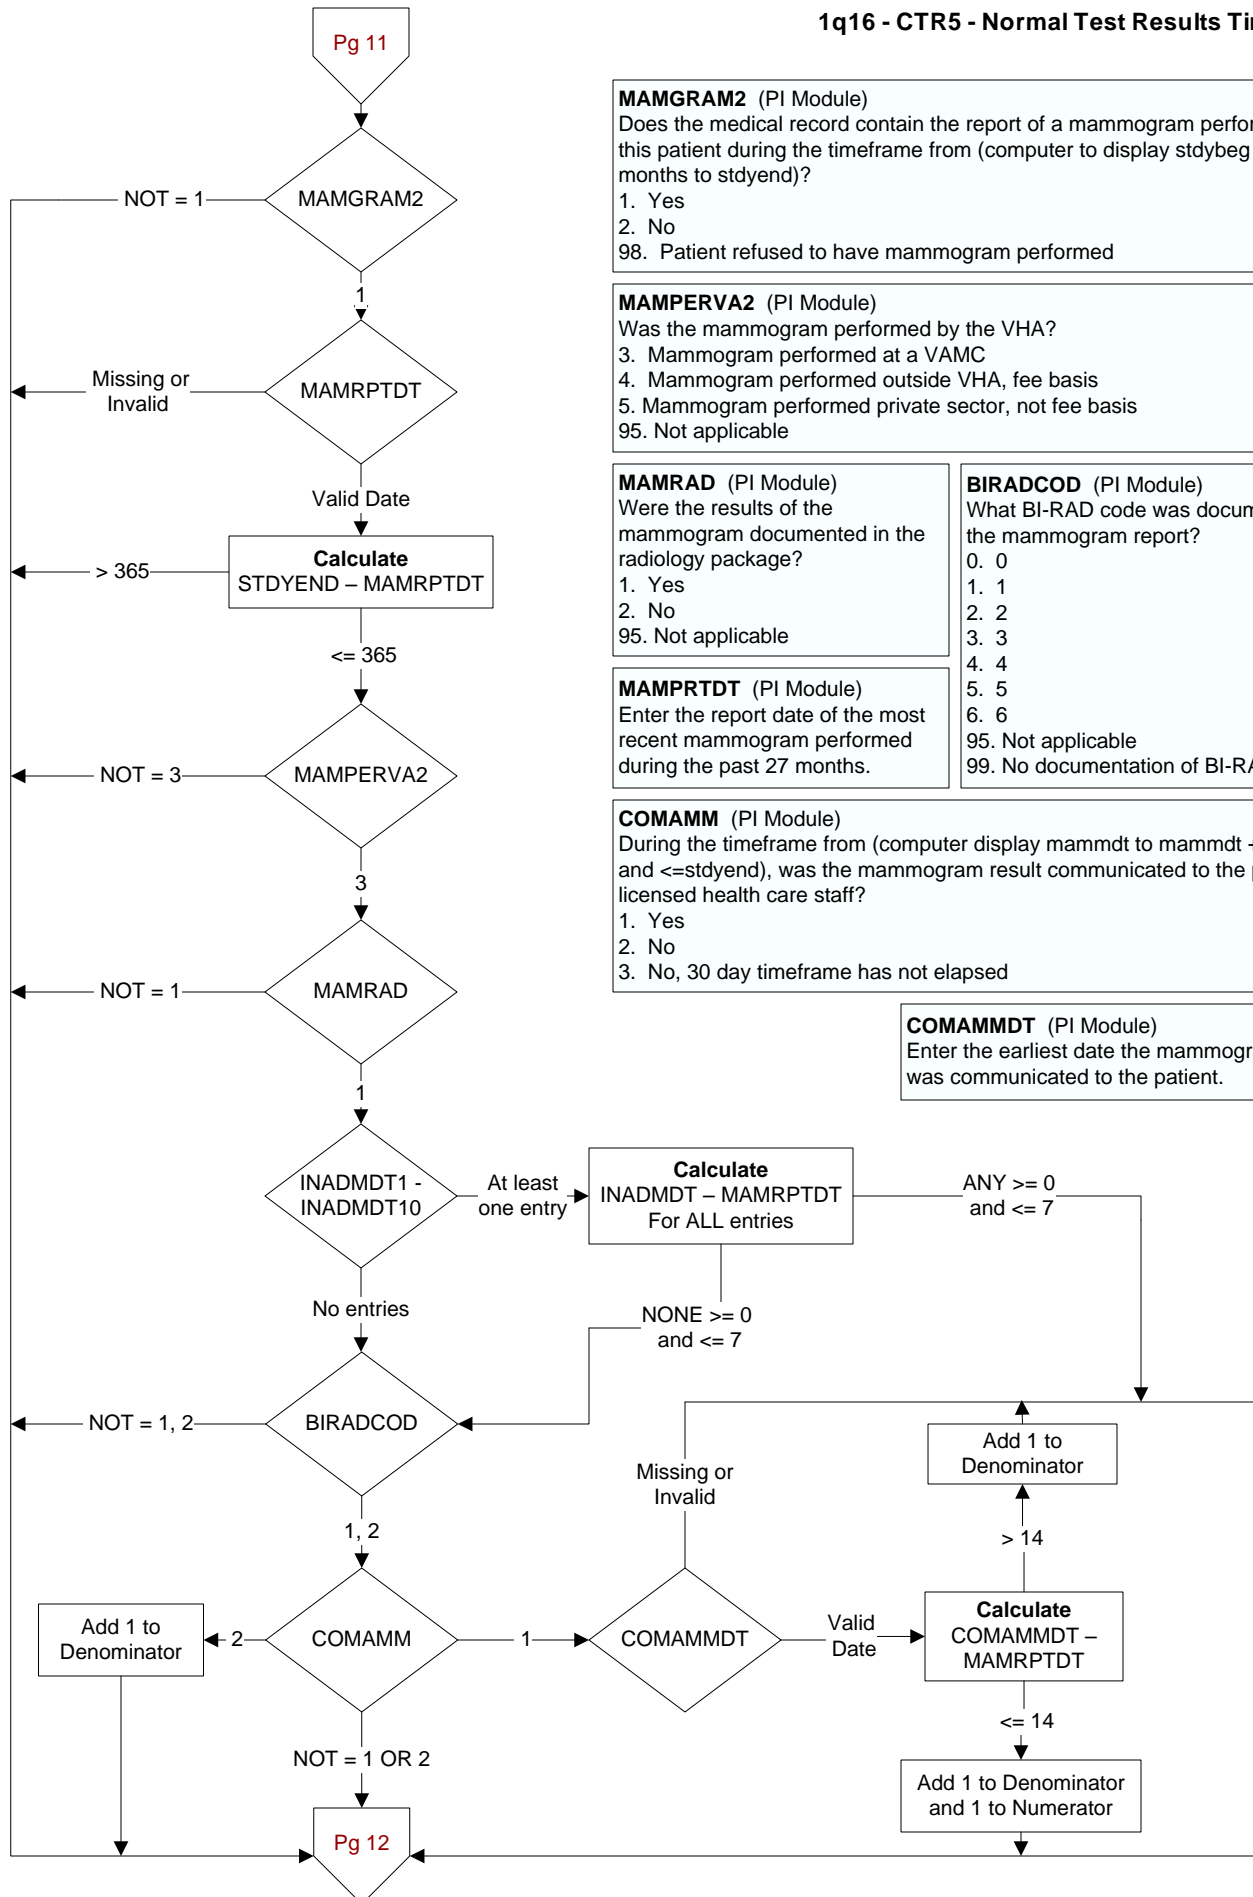 1q16 - CTR5 - Normal Test Results
Pg 11
MAMGRAM2 (PI Module)
Does the medical record contain the report of a mammogram
this patient during the timeframe from (computer to display stdybeg
months to stdyend)?
1. Yes
2. No
98. Patient refused to have mammogram performed
NOT = 1
MAMGRAM2
1
MAMPERVA2 (PI Module)
Was the mammogram performed by the VHA?
3. Mammogram performed at a VAMC
4. Mammogram performed outside VHA, fee basis
5. Mammogram performed private sector, not fee basis
95. Not applicable
Missing or
Invalid
MAMRPTDT
Valid Date
MAMRAD (PI Module)
Were the results of the
mammogram documented in the
radiology package?
1. Yes
2. No
95. Not applicable
BIRADCOD (PI Module)
What BI-RAD code was
the mammogram report?
0. 0
1. 1
2. 2
3. 3
4. 4
5. 5
6. 6
95. Not applicable
99. No documentation of
> 365
Calculate
STDYEND – MAMRPTDT
<= 365
MAMPRTDT (PI Module)
Enter the report date of the most
recent mammogram performed
during the past 27 months.
NOT = 3
MAMPERVA2
3
COMAMM (PI Module)
During the timeframe from (computer display mammdt to mammdt
and <=stdyend), was the mammogram result communicated to the
licensed health care staff?
1. Yes
2. No
3. No, 30 day timeframe has not elapsed
NOT = 1
MAMRAD
1
COMAMMDT (PI Module)
Enter the earliest date the
was communicated to the patient.
INADMDT1 -
INADMDT10
At least
one entry
Calculate
INADMDT – MAMRPTDT
For ALL entries
ANY >= 0
and <= 7
No entries
NONE >= 0
and <= 7
NOT = 1, 2
BIRADCOD
1, 2
Missing or
Invalid
Add 1 to
Denominator
> 14
Add 1 to
Denominator
2
COMAMM
1
COMAMMDT
Valid
Date
Calculate
COMAMMDT –
MAMRPTDT
<= 14
NOT = 1 OR 2
Add 1 to Denominator
and 1 to Numerator
Pg 12